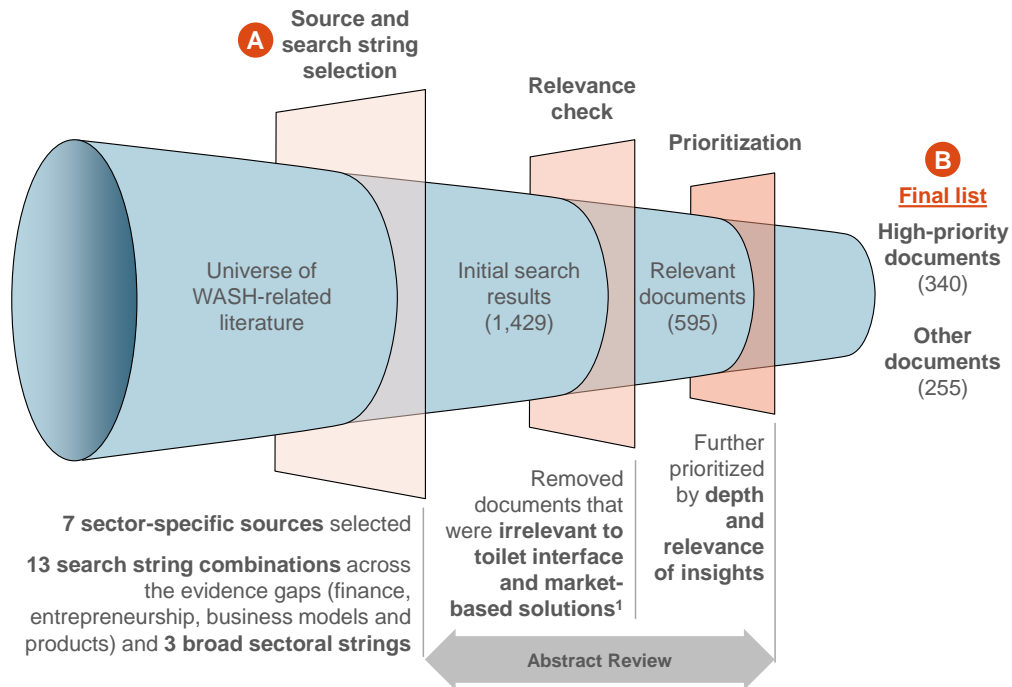 A
Source and
search string
selection
Relevance
check
Prioritization
B
Final list
High-priority
documents
(340)
Other
documents
(255)
Universe of
WASH-related
literature
Initial search
results
(1,429)
Relevant
documents
(595)
7 sector-specific sources selected
13 search string combinations across
the evidence gaps (finance,
entrepreneurship, business models and
products) and 3 broad sectoral strings
Removed
documents that
were irrelevant to
toilet interface
and market-
based solutions¹
Further
prioritized
by depth
and
relevance
of insights
Abstract Review